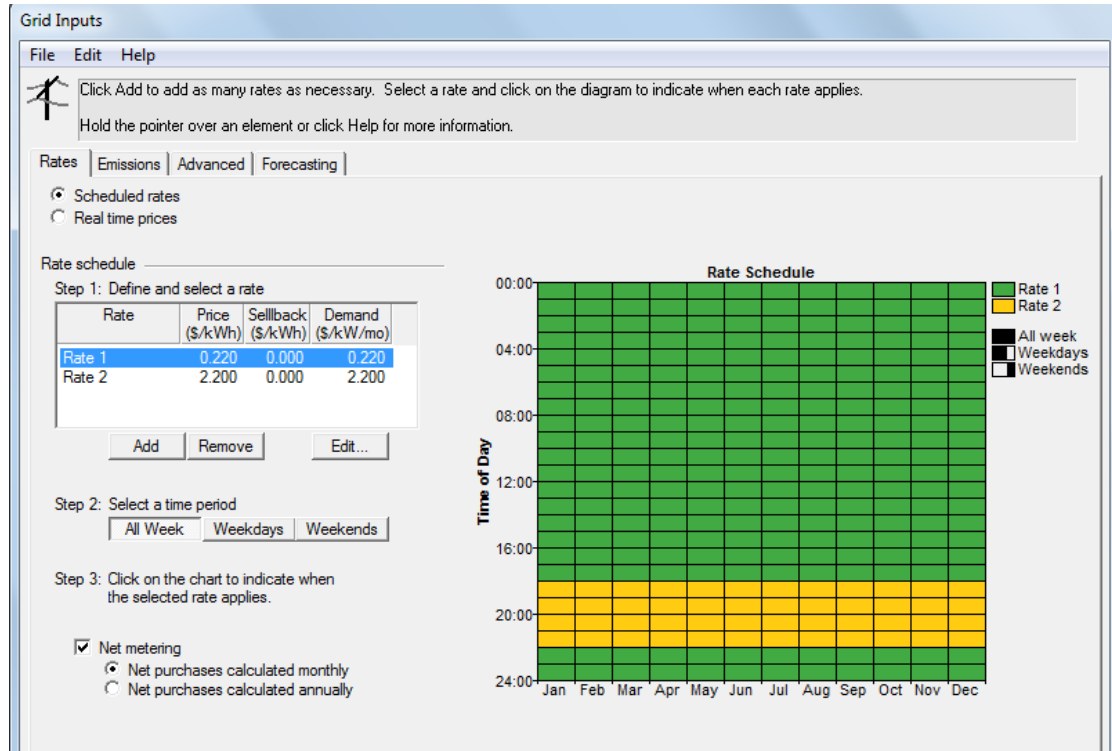 Grid Inputs
File Edit Help
Click Add to add as many rates as necessary. Select a rate and click on the diagram to indicate when each rate applies.
Hold the pointer over an element or click Help for more information.
Rates Emissions Advanced Forecasting
Scheduled rates
Real time prices
Rate schedule
Step 1: Define and select a rate
Rate Price Selllback Demand
($/kWh) ($/kWh) ($/kW/mo)
Rate 1 0.220 0.000 0.220
Rate 2 2.200 0.000 2.200
Add Remove Edit...
Step 2: Select a time period
All Week Weekdays Weekends
Step 3: Click on the chart to indicate when
the selected rate applies.
Net metering
Net purchases calculated monthly
Net purchases calculated annually
Rate Schedule
Time of Day
00:00
04:00
08:00
12:00
16:00
20:00
24:00
Jan Feb Mar Apr May Jun Jul Aug Sep Oct Nov Dec
Rate 1
Rate 2
All week
Weekdays
Weekends